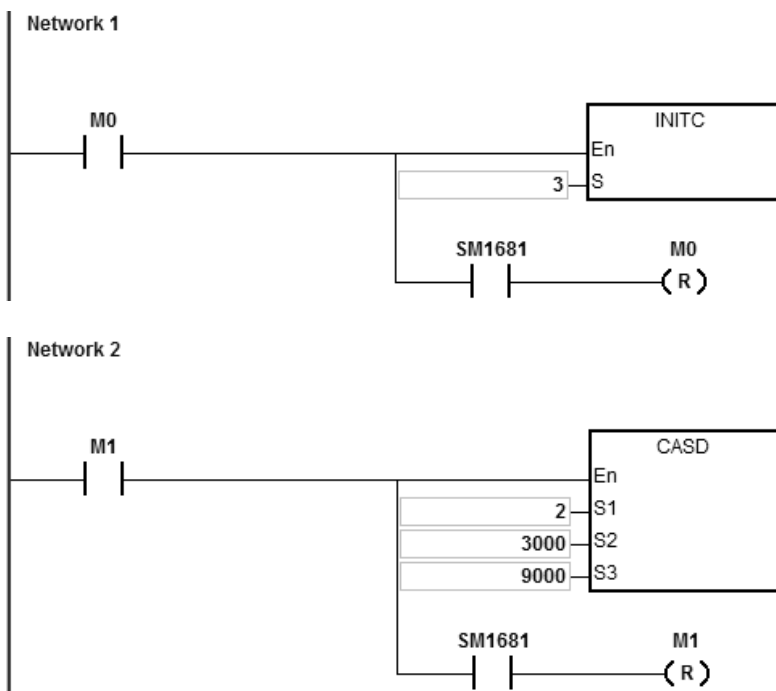 Network 1
M0
INITC
En
3 S
SM1681 M0
( R )
Network 2
M1
CASD
En
2 S1
3000 S2
9000 S3
SM1681 M1
( R )